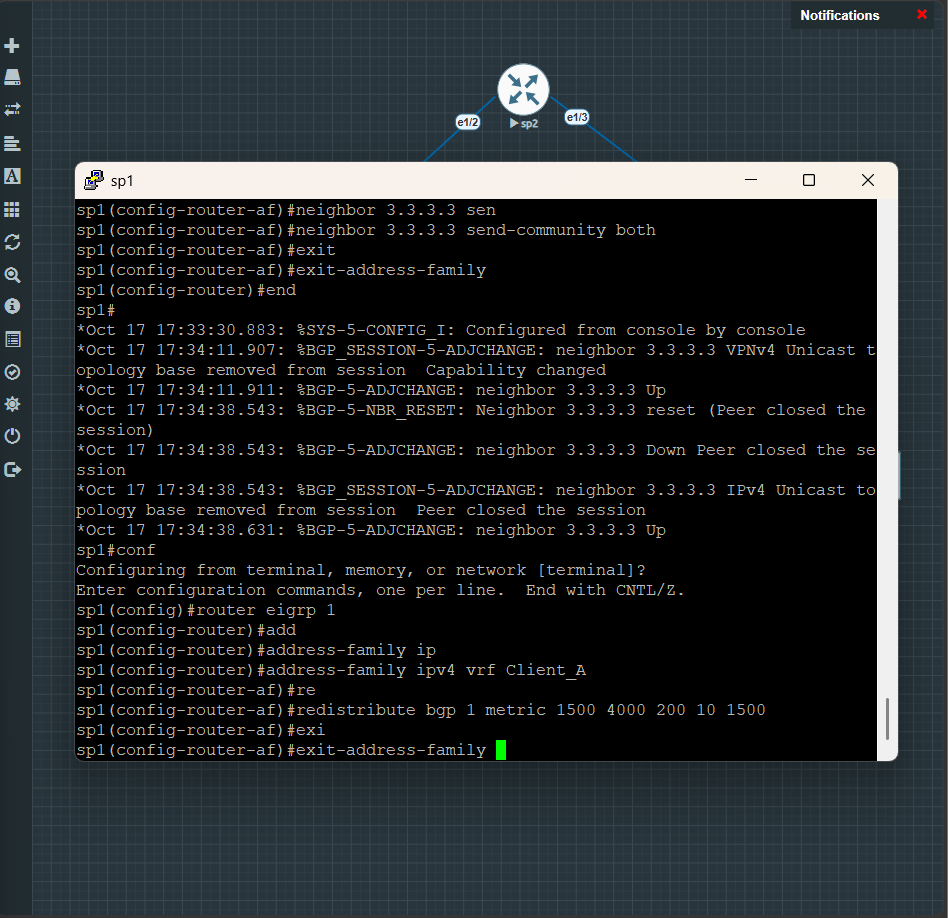 Notifications
e1/2
sp2
e1/3
sp1
sp1(config-router-af)#neighbor 3.3.3.3 sen
sp1(config-router-af)#neighbor 3.3.3.3 send-community both
sp1(config-router-af)#exit
sp1(config-router-af)#exit-address-family
sp1(config-router)#end
sp1#
*Oct 17 17:33:30.883: %SYS-5-CONFIG_I: Configured from console by console
*Oct 17 17:34:11.907: %BGP_SESSION-5-ADJCHANGE: neighbor 3.3.3.3 VPNv4 Unicast t
opology base removed from session  Capability changed
*Oct 17 17:34:11.911: %BGP-5-ADJCHANGE: neighbor 3.3.3.3 Up
*Oct 17 17:34:38.543: %BGP-5-NBR_RESET: Neighbor 3.3.3.3 reset (Peer closed the
session)
*Oct 17 17:34:38.543: %BGP-5-ADJCHANGE: neighbor 3.3.3.3 Down Peer closed the se
ssion
*Oct 17 17:34:38.543: %BGP_SESSION-5-ADJCHANGE: neighbor 3.3.3.3 IPv4 Unicast to
pology base removed from session  Peer closed the session
*Oct 17 17:34:38.631: %BGP-5-ADJCHANGE: neighbor 3.3.3.3 Up
sp1#conf
Configuring from terminal, memory, or network [terminal]?
Enter configuration commands, one per line.  End with CNTL/Z.
sp1(config)#router eigrp 1
sp1(config-router)#add
sp1(config-router)#address-family ip
sp1(config-router)#address-family ipv4 vrf Client_A
sp1(config-router-af)#re
sp1(config-router-af)#redistribute bgp 1 metric 1500 4000 200 10 1500
sp1(config-router-af)#exi
sp1(config-router-af)#exit-address-family